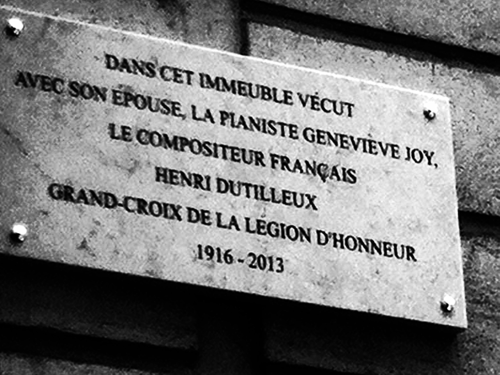 DANS CET IMMEUBLE VÉCUT
AVEC SON ÉPOUSE, LA PIANISTE GENEVIÈVE JOY,
LE COMPOSITEUR FRANÇAIS
HENRI DUTILLEUX
GRAND-CROIX DE LA LEGION D'HONNEUR
1916 - 2013